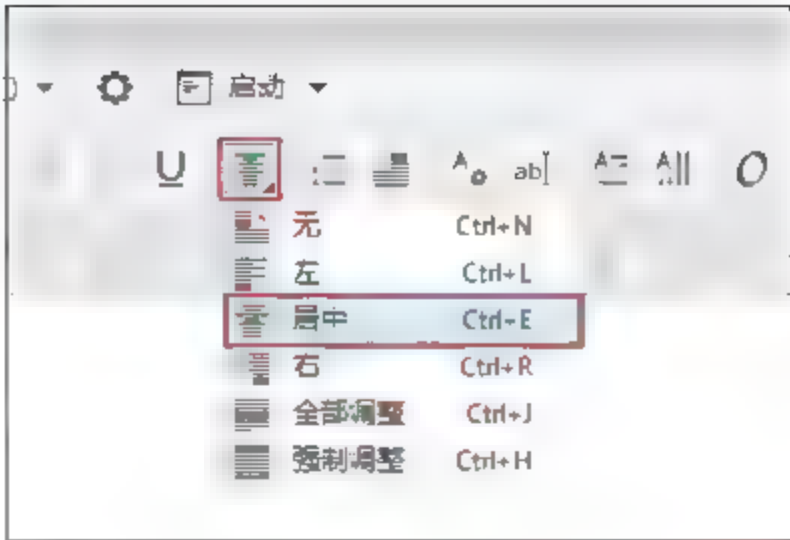 启动
U ab O
无 Ctrl+N
左 Ctrl+L
居中 Ctrl+E
右 Ctrl+R
全部调整 Ctrl+J
强制调整 Ctrl+H